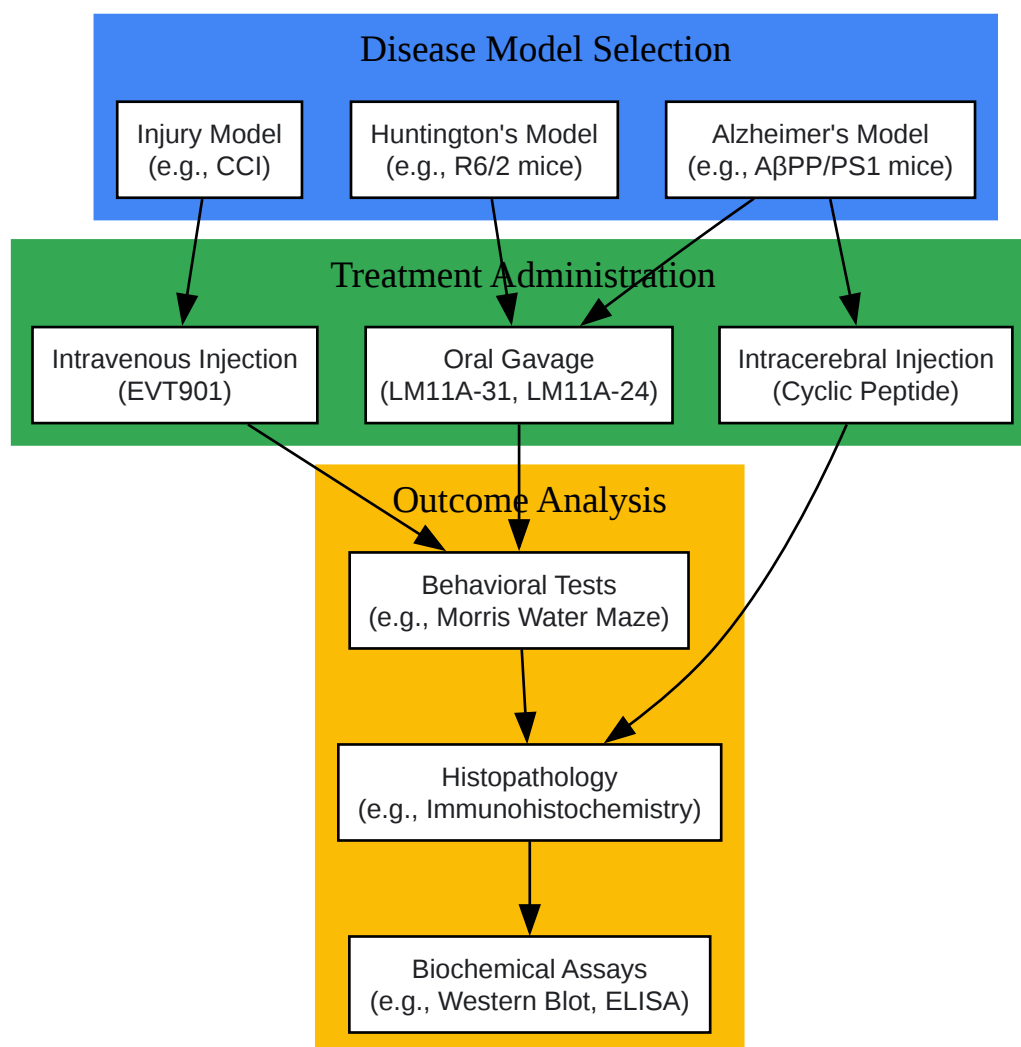 Disease Model Selection
Injury Model
(e.g., CCI)
Huntington's Model
(e.g., R6/2 mice)
Alzheimer's Model
(e.g., AβPP/PS1 mice)
Treatment Administration
Intravenous Injection
(EVT901)
Oral Gavage
(LM11A-31, LM11A-24)
Intracerebral Injection
(Cyclic Peptide)
Outcome Analysis
Behavioral Tests
(e.g., Morris Water Maze)
Histopathology
(e.g., Immunohistochemistry)
Biochemical Assays
(e.g., Western Blot, ELISA)